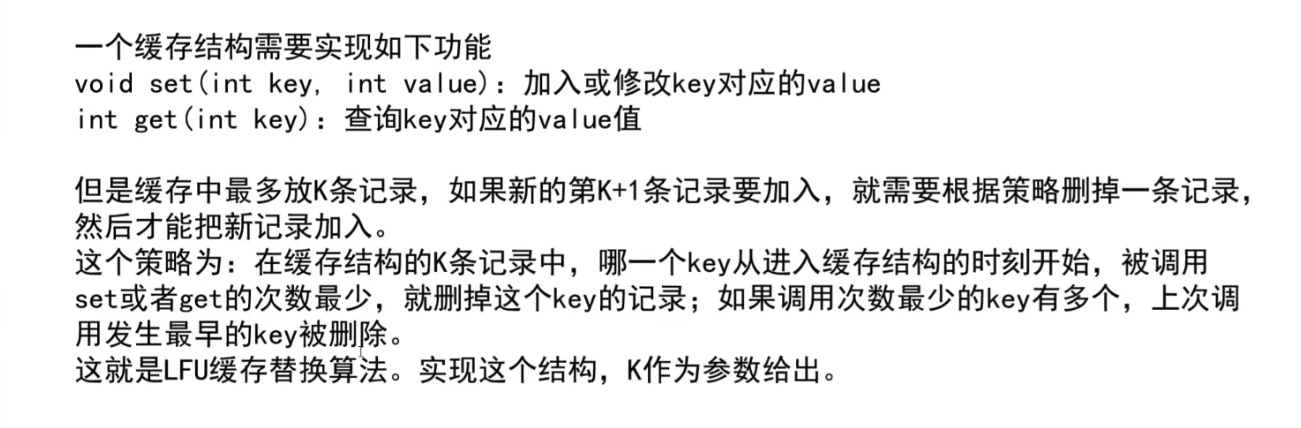 一个缓存结构需要实现如下功能
void set(int key, int value)：加入或修改key对应的value
int get(int key)：查询key对应的value值
但是缓存中最多放K条记录，如果新的第K+1条记录要加入，就需要根据策略删掉一条记录，
然后才能把新记录加入。
这个策略为：在缓存结构的K条记录中，哪一个key从进入缓存结构的时刻开始，被调用
set或者get的次数最少，就删掉这个key的记录；如果调用次数最少的key有多个，上次调
用发生最早的key被删除。
这就是LFU缓存替换算法。实现这个结构，K作为参数给出。